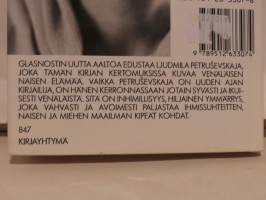 9789512633074
GLASNOSTIN UUTTA AALTOA EDUSTAA LJUDMILA PETRUŠEVSKAJA,
JOKA TÄMÄN KIRJAN KERTOMUKSISSA KUVAA VENÄLÄISEN
NAISEN ELÄMÄÄ. VAIKKA PETRUŠEVSKAJA ON UUDEN AJAN
KIRJAILIJA, ON HÄNEN KERRONNASSAAN JOTAIN SYVÄSTI JA IKUI-
SESTI VENÄLÄISTÄ. SITÄ ON INHIMILLISYYS, HILJAINEN YMMÄRRYS,
JOKA VAHVASTI JA AVOIMESTI PALJASTAA IHMISSUHTEITTEN,
NAISEN JA MIEHEN MAAILMAN KIPEÄT KOHDAT.
847
KIRJAYHTYMÄ